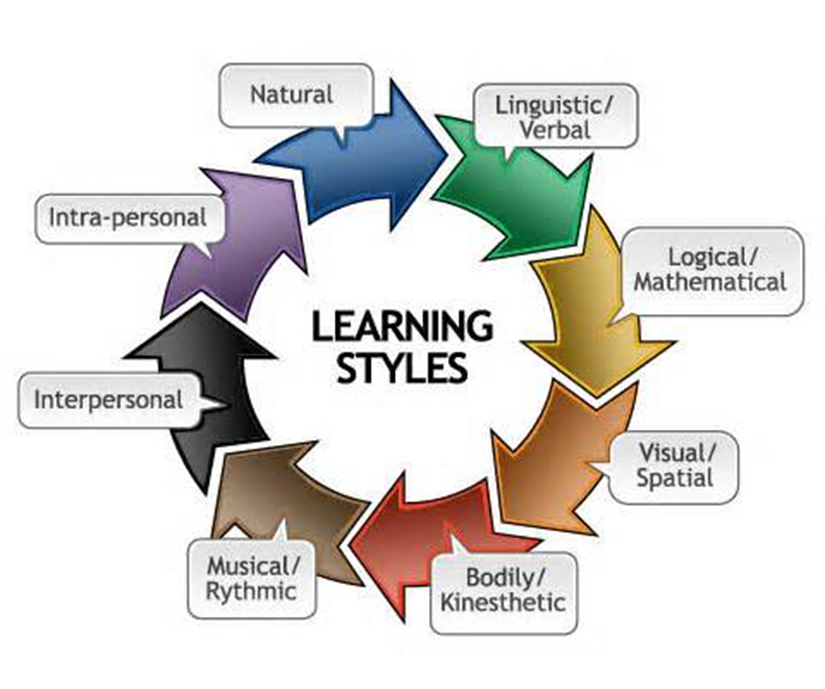 Natural
Linguistic/
Verbal
Logical/
Mathematical
Visual/
Spatial
Bodily/
Kinesthetic
Musical/
Rythmic
Interpersonal
Intra-personal
LEARNING
STYLES